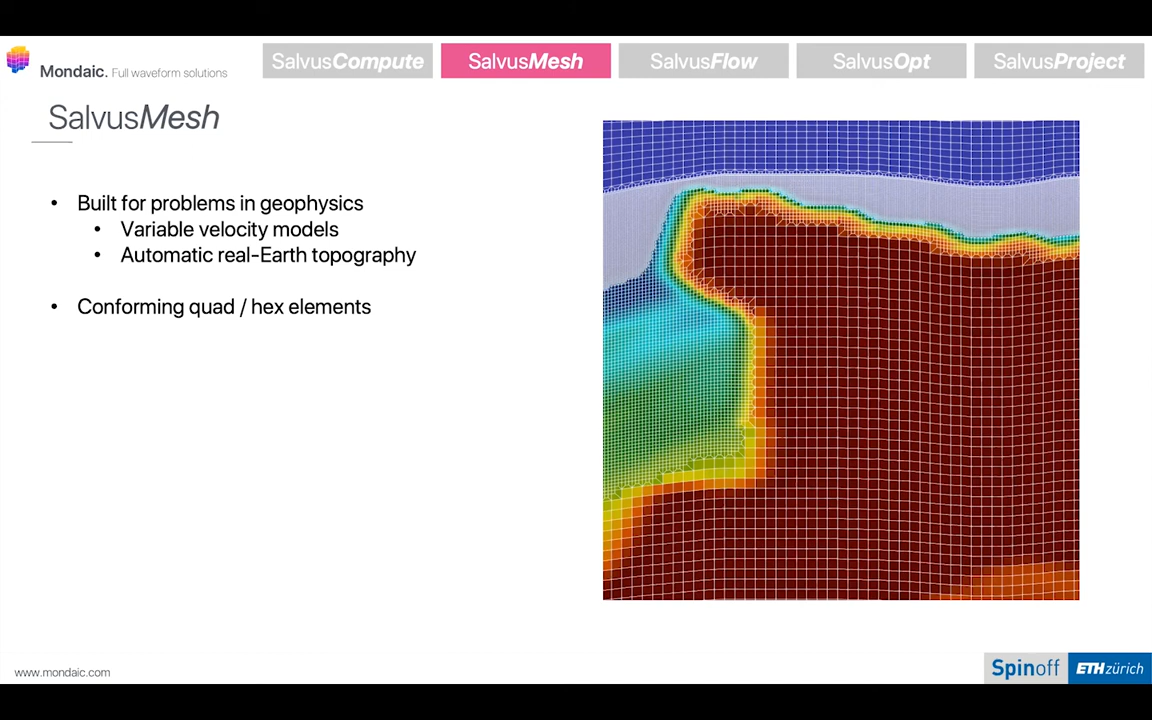 Mondaic. Full waveform solutions
SalvusCompute
SalvusMesh
SalvusFlow
SalvusOpt
SalvusProject
SalvusMesh
• Built for problems in geophysics
• Variable velocity models
• Automatic real-Earth topography
• Conforming quad / hex elements
www.mondaic.com
Spinoff
ETHzürich